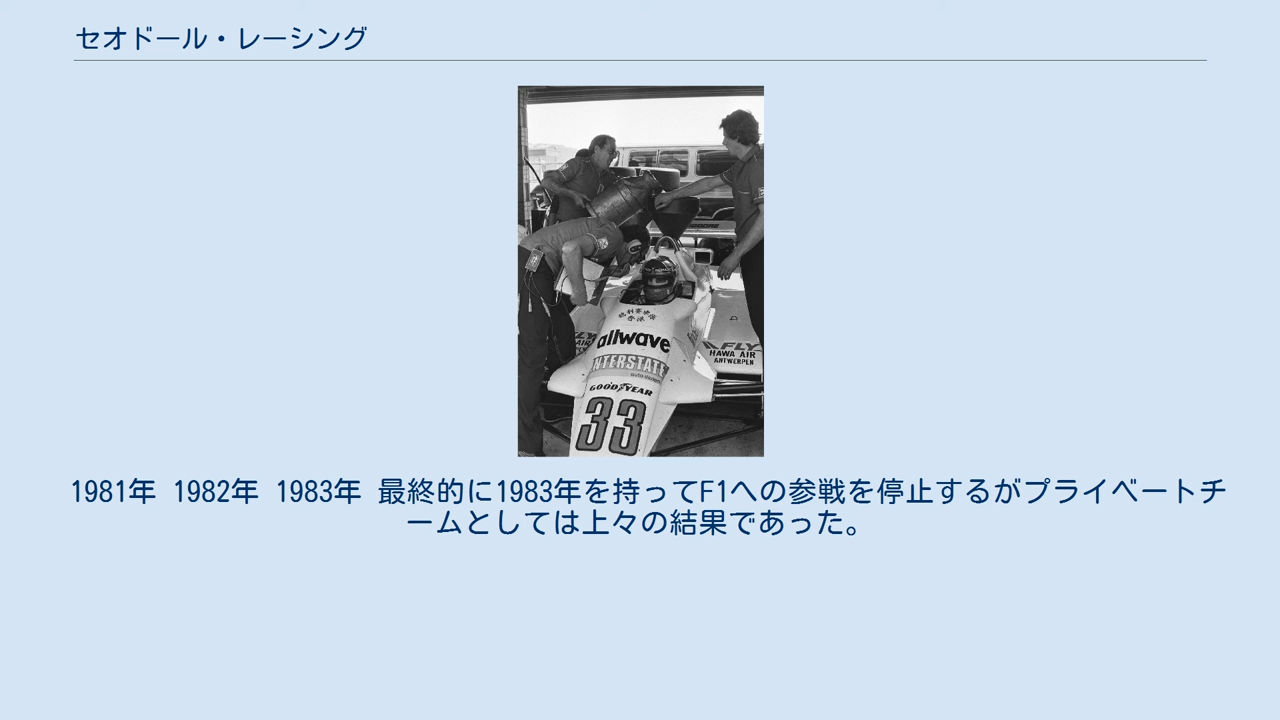 セオドール・レーシング
allwave
INTERSTATE
GOODYEAR
33
FLY
HAWA AIR
ANTWERPEN
1981年 1982年 1983年 最終的に1983年を持ってF1への参戦を停止するがプライベートチ
ームとしては上々の結果であった。